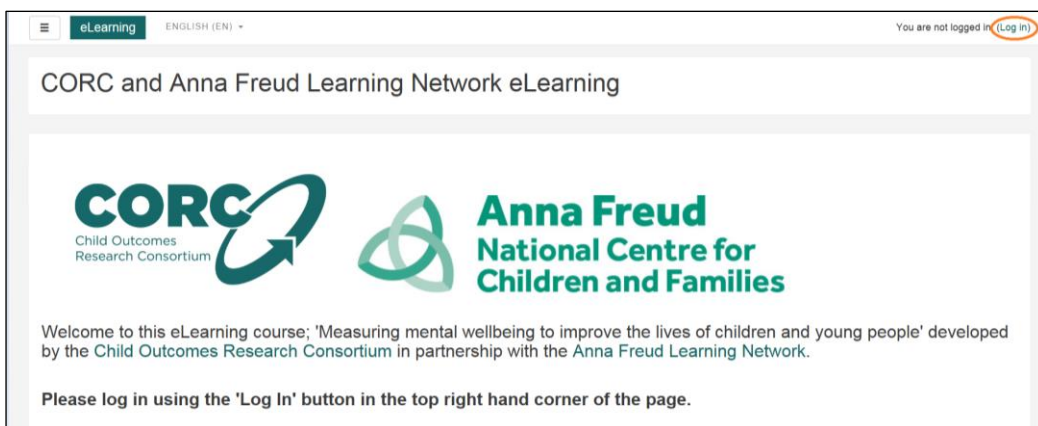 eLearning ENGLISH (EN) You are not logged in (Log in)
CORC and Anna Freud Learning Network eLearning
CORC
Child Outcomes
Research Consortium
Anna Freud
National Centre for
Children and Families
Welcome to this eLearning course; 'Measuring mental wellbeing to improve the lives of children and young people' developed
by the Child Outcomes Research Consortium in partnership with the Anna Freud Learning Network.
Please log in using the 'Log In' button in the top right hand corner of the page.